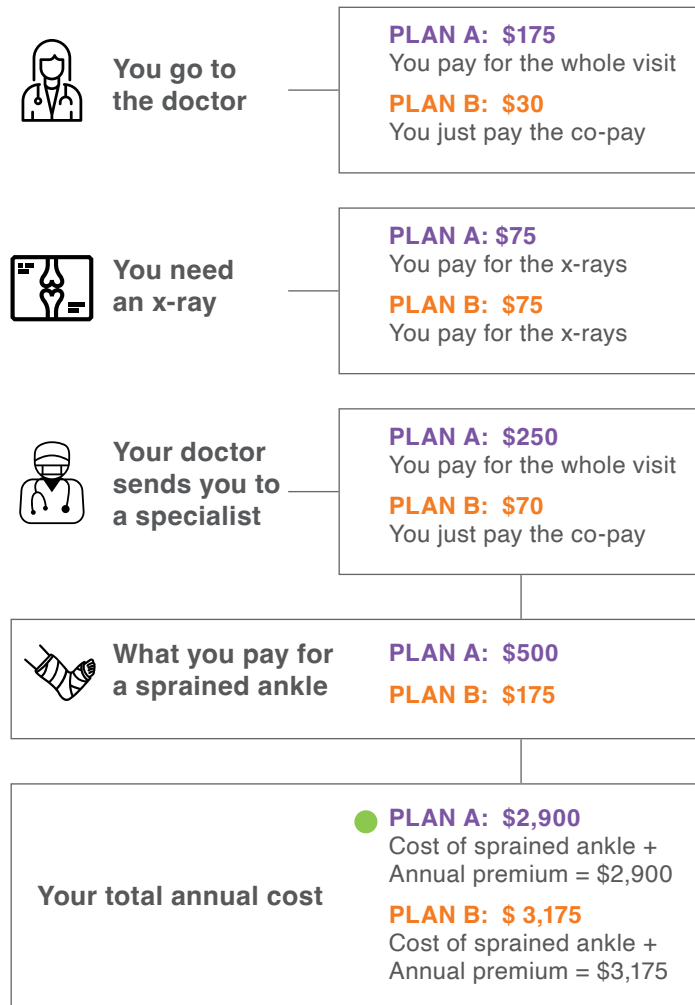 You go to
the doctor
PLAN A: $175
You pay for the whole visit
PLAN B: $30
You just pay the co-pay
You need
an x-ray
PLAN A: $75
You pay for the x-rays
PLAN B: $75
You pay for the x-rays
Your doctor
sends you to
a specialist
PLAN A: $250
You pay for the whole visit
PLAN B: $70
You just pay the co-pay
What you pay for
a sprained ankle
PLAN A: $500
PLAN B: $175
Your total annual cost
PLAN A: $2,900
Cost of sprained ankle +
Annual premium = $2,900
PLAN B: $ 3,175
Cost of sprained ankle +
Annual premium = $3,175